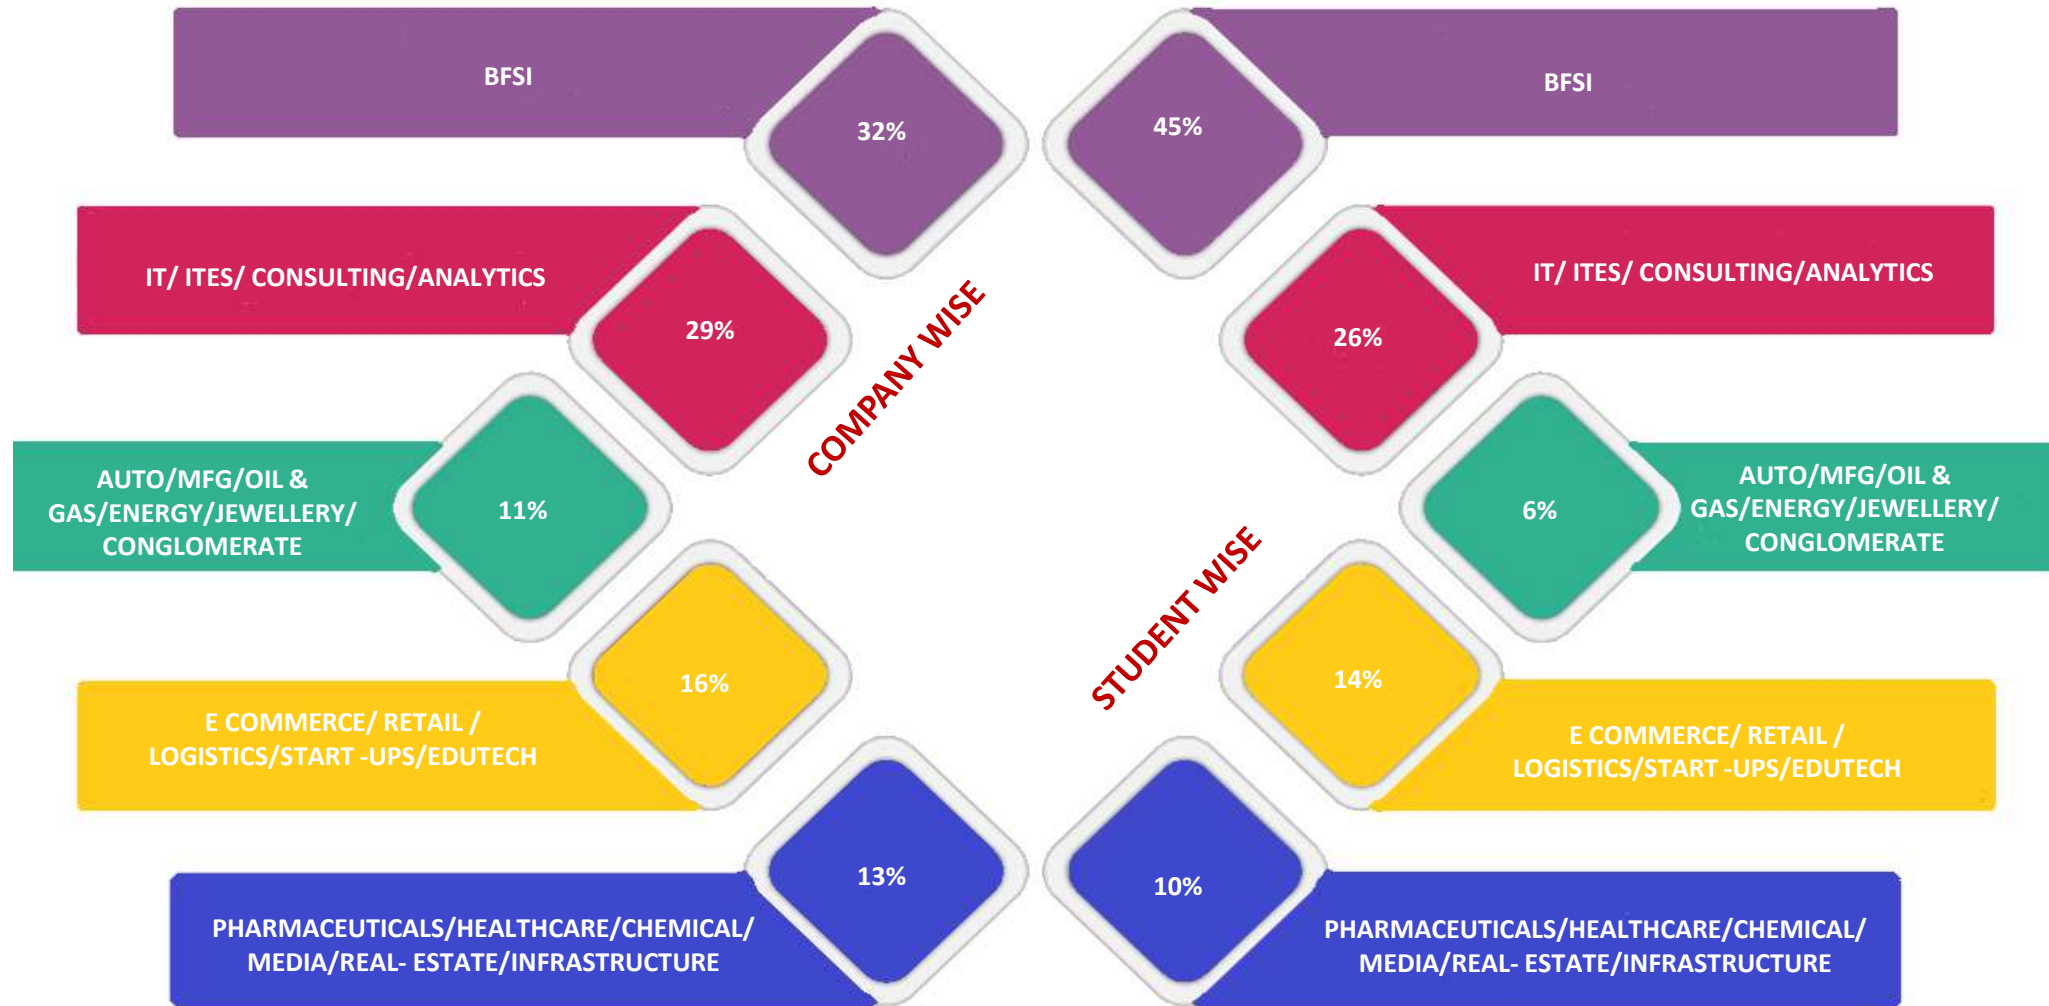 BFSI
32%
IT/ ITES/ CONSULTING/ANALYTICS
29%
AUTO/MFG/OIL &
GAS/ENERGY/JEWELLERY/
CONGLOMERATE
11%
E COMMERCE/ RETAIL /
LOGISTICS/START -UPS/EDUTECH
16%
PHARMACEUTICALS/HEALTHCARE/CHEMICAL/
MEDIA/REAL- ESTATE/INFRASTRUCTURE
13%
COMPANY WISE
STUDENT WISE
45%
BFSI
26%
IT/ ITES/ CONSULTING/ANALYTICS
6%
AUTO/MFG/OIL &
GAS/ENERGY/JEWELLERY/
CONGLOMERATE
14%
E COMMERCE/ RETAIL /
LOGISTICS/START -UPS/EDUTECH
10%
PHARMACEUTICALS/HEALTHCARE/CHEMICAL/
MEDIA/REAL- ESTATE/INFRASTRUCTURE